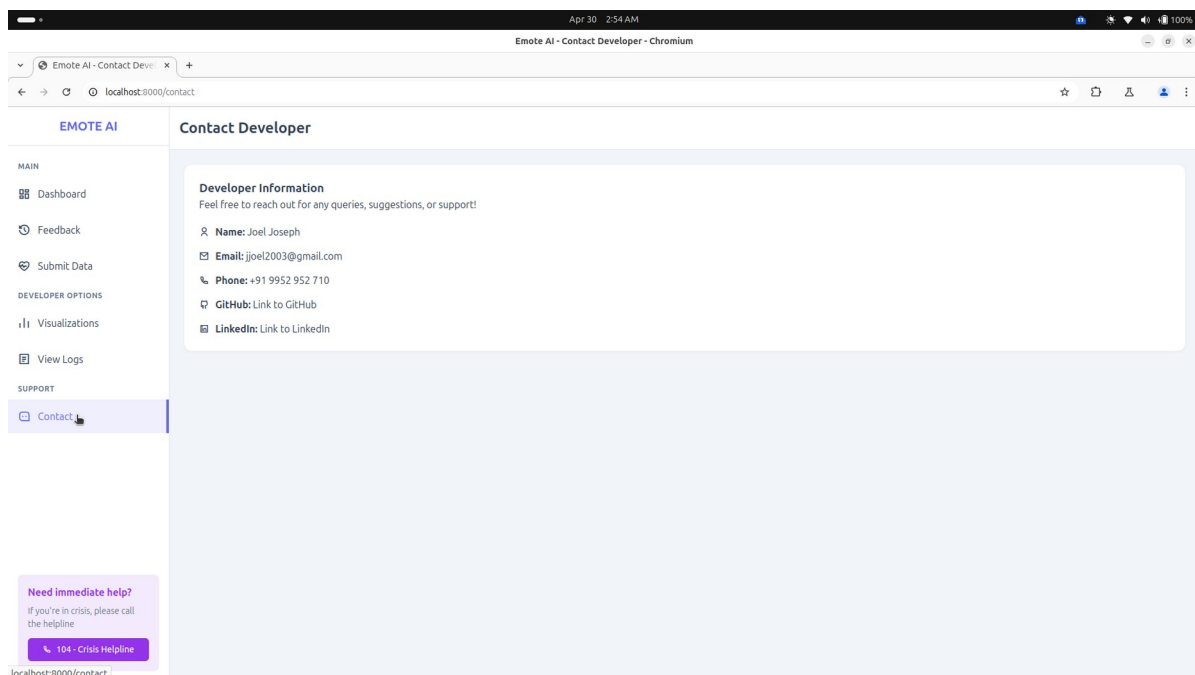 Apr 30 2:54 AM
100%
Emote AI - Contact Developer - Chromium
Emote AI - Contact Deve
localhost:8000/contact
EMOTE AI
Contact Developer
MAIN
Dashboard
Feedback
Submit Data
DEVELOPER OPTIONS
Visualizations
View Logs
SUPPORT
Contact
Developer Information
Feel free to reach out for any queries, suggestions, or support!
Name: Joel Joseph
Email: jjoel2003@gmail.com
Phone: +91 9952 952 710
GitHub: Link to GitHub
LinkedIn: Link to LinkedIn
Need immediate help?
If you're in crisis, please call
the helpline
104 - Crisis Helpline
localhost:8000/contact